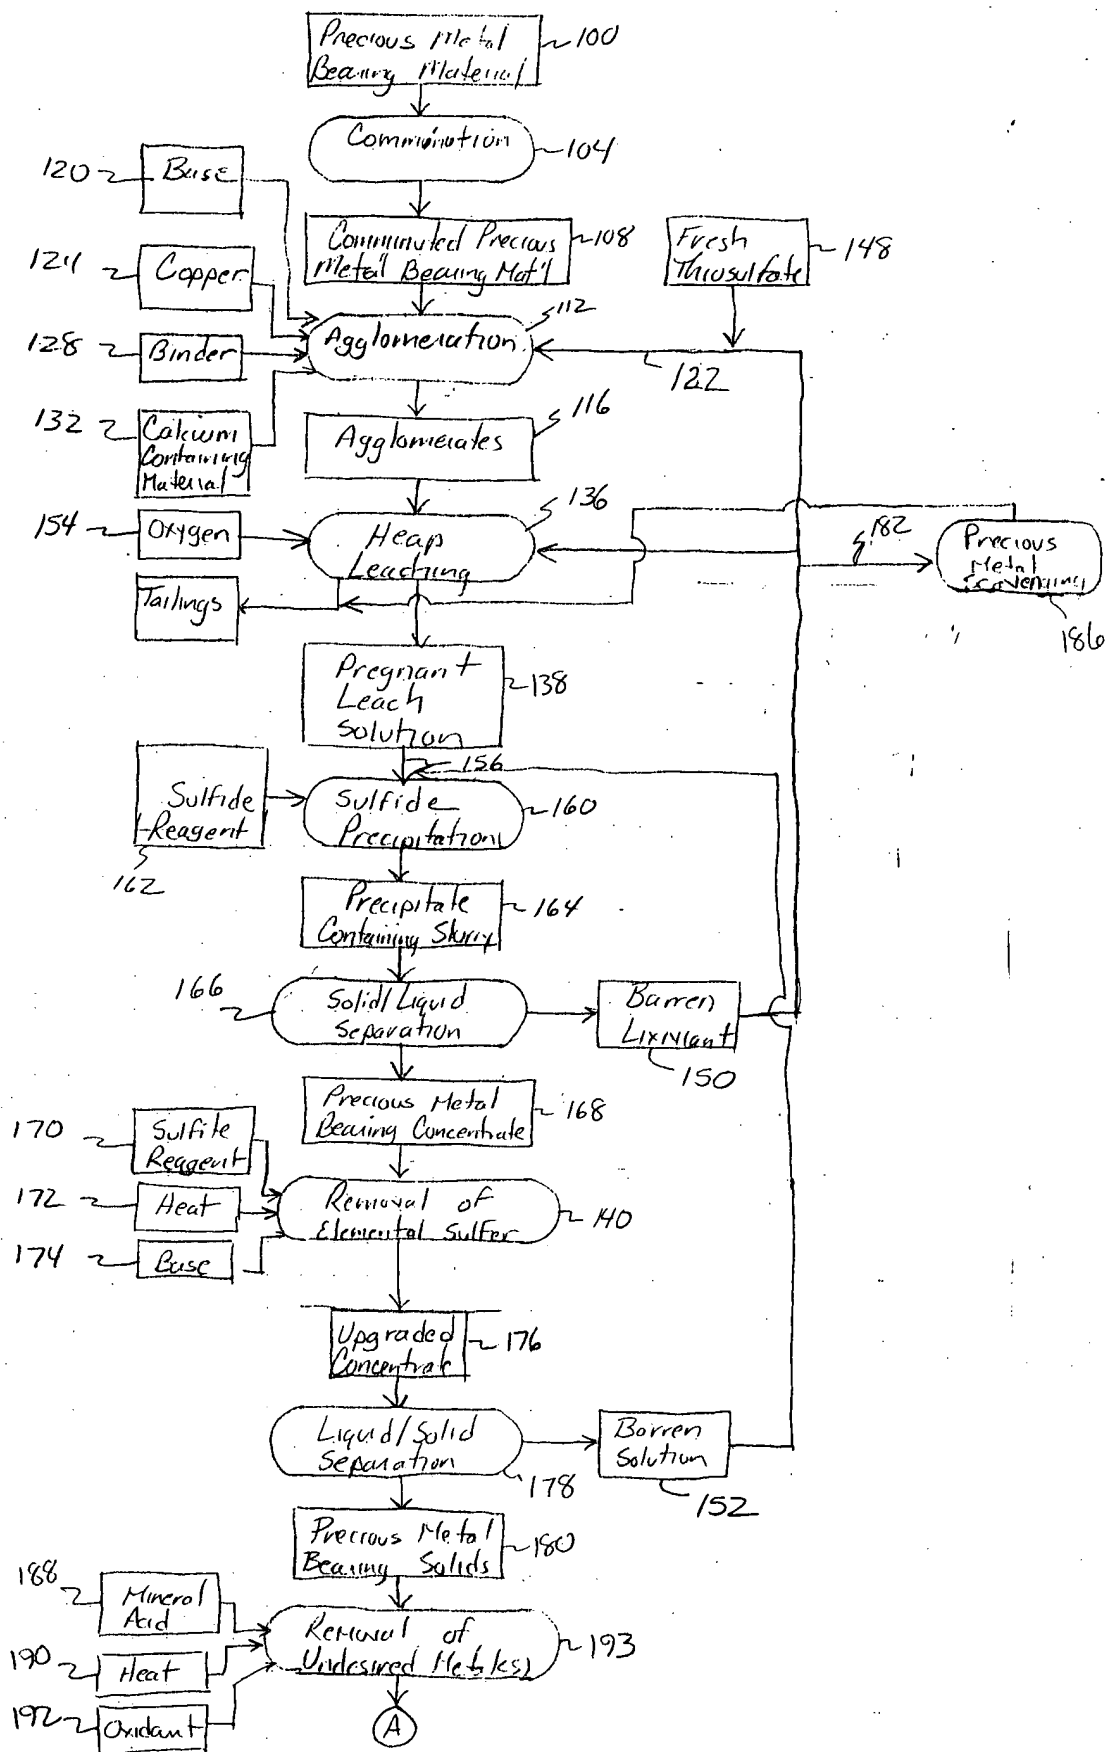 Precious Metal
Bearing Material
100
Comminution
104
120
Base
Comminuted Precious
Metal Bearing Mat'l
108
Fresh
Thiosulfate
148
124
Copper
112
Agglomeration
128
Binder
122
132
Calcium
Containing
Material
116
Agglomerates
154
Oxygen
136
Heap
Leaching
182
Precious
Metal
Scavenging
186
Tailings
Pregnant
Leach
Solution
138
156
Sulfide
Reagent
162
Sulfide
Precipitation
160
Precipitate
Containing Slurry
164
166
Solid/Liquid
Separation
Barren
Lixiviant
150
Precious Metal
Bearing Concentrate
168
170
Sulfite
Reagent
172
Heat
174
Base
Removal of
Elemental Sulfer
140
Upgraded
Concentrate
176
Liquid/Solid
Separation
178
Barren
Solution
152
Precious Metal
Bearing Solids
180
188
Mineral
Acid
190
Heat
192
Oxidant
Removal of
Undesired Metal(s)
193
A